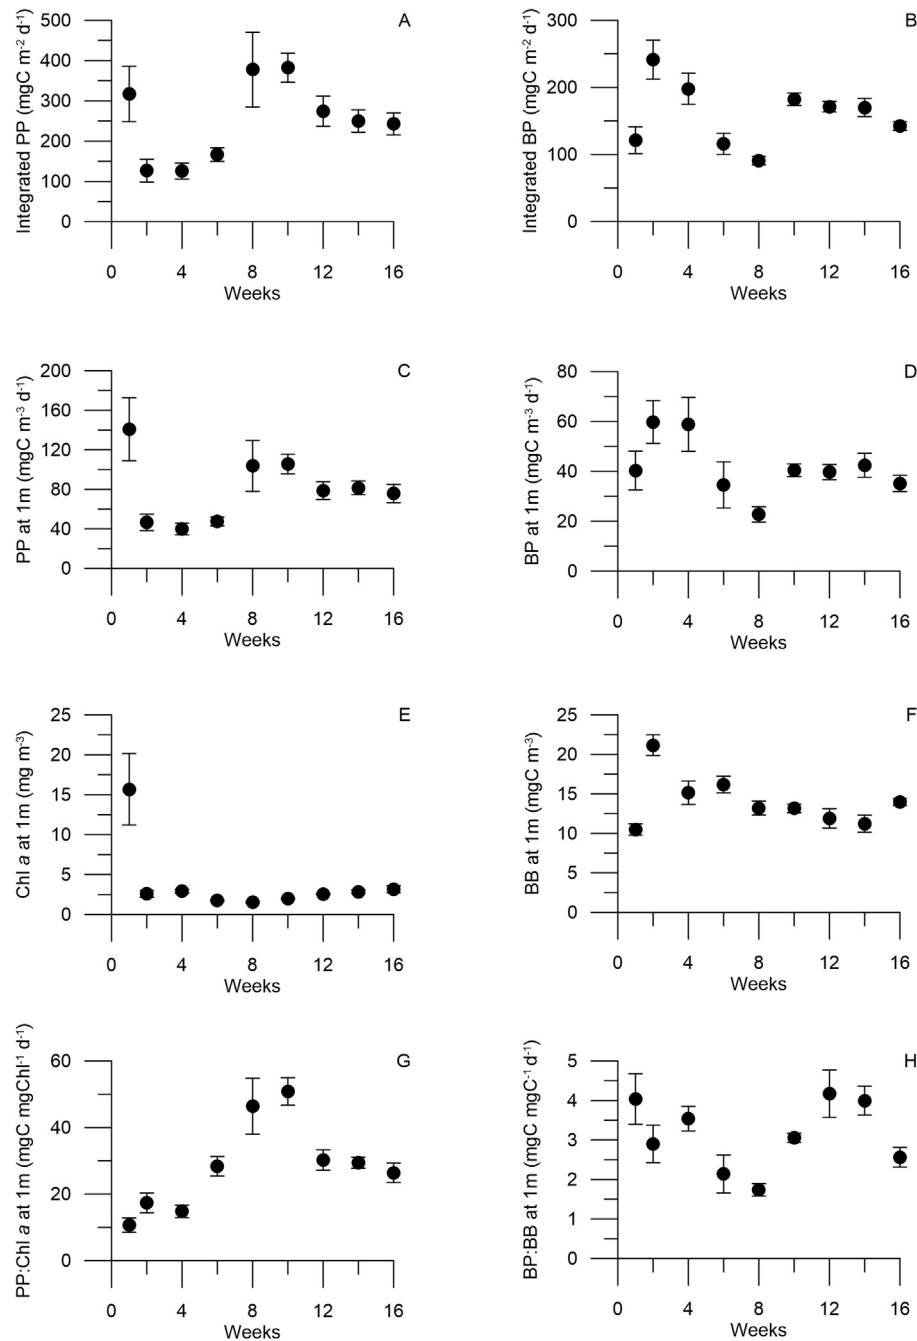 A
Integrated PP (mgC m⁻² d⁻¹)
500
400
300
200
100
0
0 4 8 12 16
Weeks
B
Integrated BP (mgC m⁻² d⁻¹)
300
200
100
0
0 4 8 12 16
Weeks
C
PP at 1m (mgC m⁻³ d⁻¹)
200
160
120
80
40
0
0 4 8 12 16
Weeks
D
BP at 1m (mgC m⁻³ d⁻¹)
80
60
40
20
0
0 4 8 12 16
Weeks
E
Chl a at 1m (mg m⁻³)
25
20
15
10
5
0
0 4 8 12 16
Weeks
F
BB at 1m (mgC m⁻³)
25
20
15
10
5
0
0 4 8 12 16
Weeks
G
PP:Chl a at 1m (mgC mgChl⁻¹ d⁻¹)
60
40
20
0
0 4 8 12 16
Weeks
H
BP:BB at 1m (mgC mgC⁻¹ d⁻¹)
5
4
3
2
1
0
0 4 8 12 16
Weeks